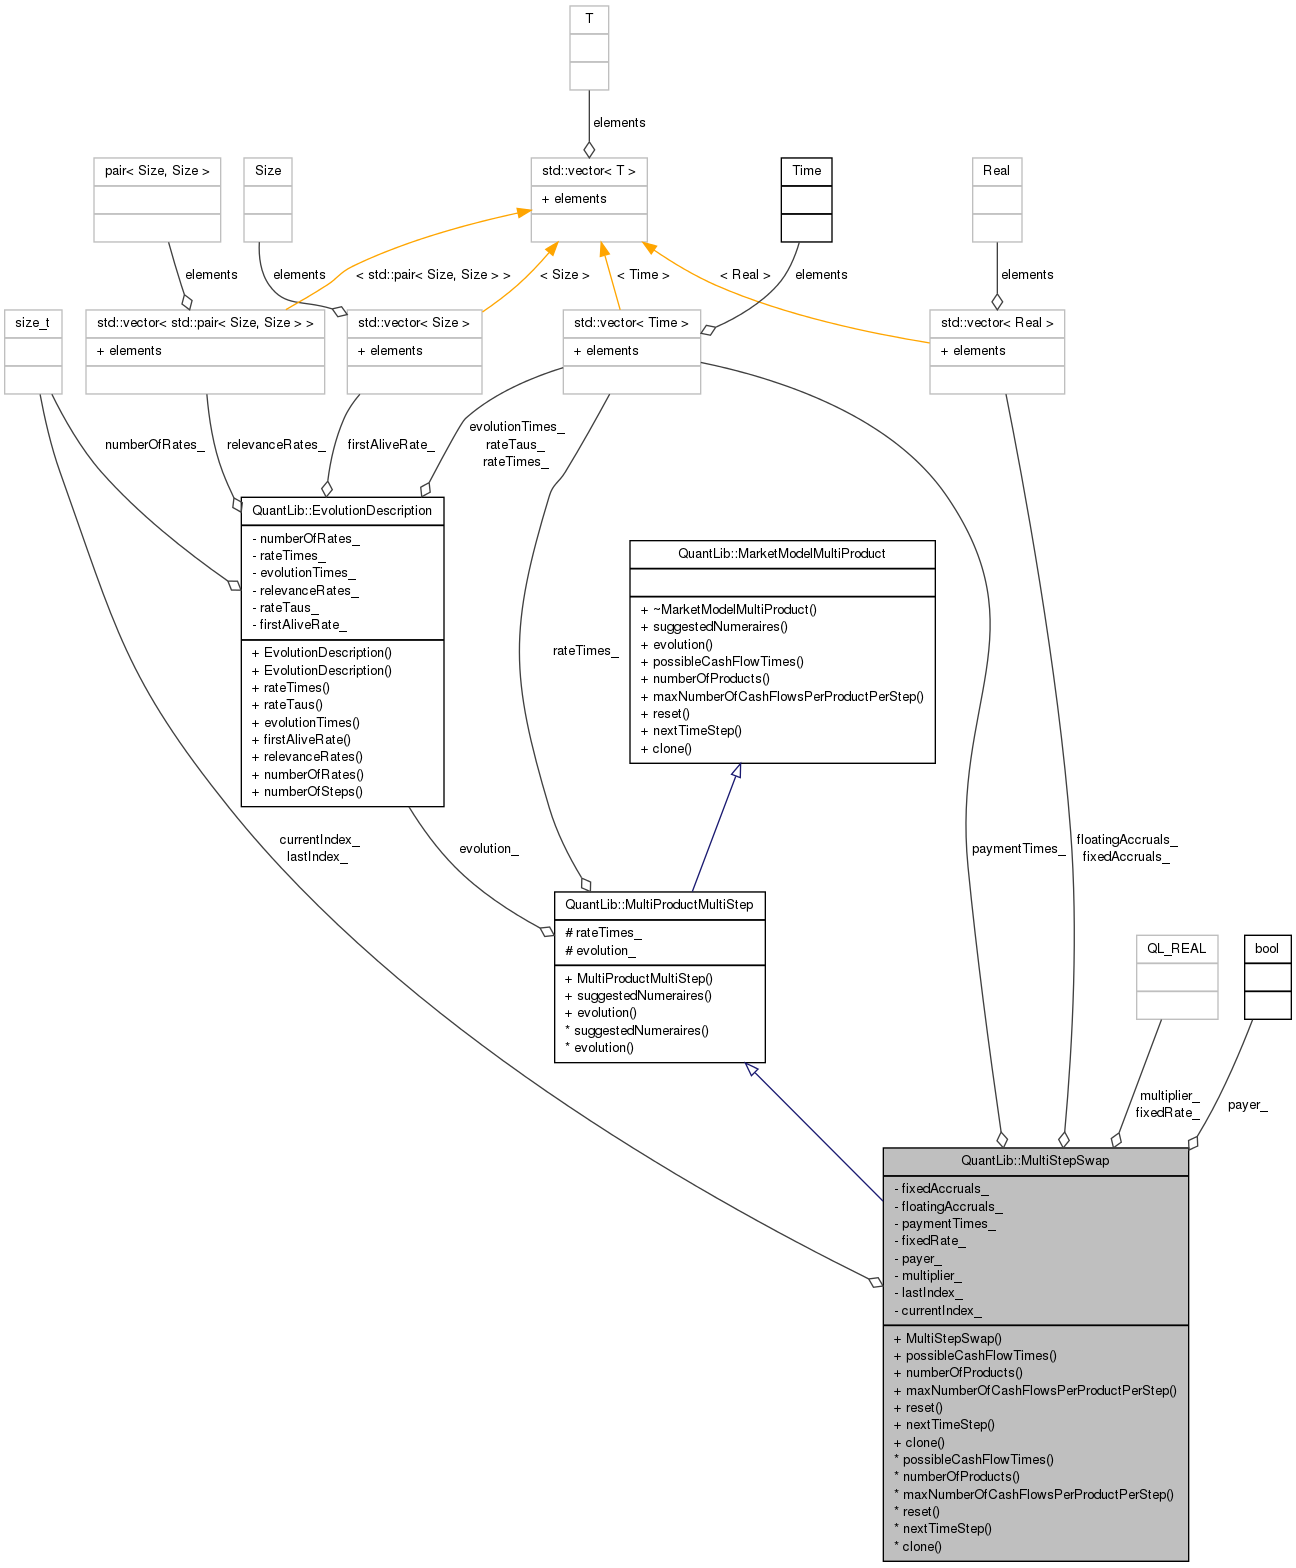 T
elements
pair< Size, Size >
Size
std::vector< T >
+ elements
Time
Real
elements
elements
< std::pair< Size, Size > >
< Size >
< Time >
< Real >
elements
elements
size_t
std::vector< std::pair< Size, Size > >
+ elements
std::vector< Size >
+ elements
std::vector< Time >
+ elements
std::vector< Real >
+ elements
numberOfRates_
relevanceRates_
firstAliveRate_
evolutionTimes_
rateTaus_
rateTimes_
QuantLib::EvolutionDescription
- numberOfRates_
- rateTimes_
- evolutionTimes_
- relevanceRates_
- rateTaus_
- firstAliveRate_
+ EvolutionDescription()
+ EvolutionDescription()
+ rateTimes()
+ rateTaus()
+ evolutionTimes()
+ firstAliveRate()
+ relevanceRates()
+ numberOfRates()
+ numberOfSteps()
rateTimes_
QuantLib::MarketModelMultiProduct
+ ~MarketModelMultiProduct()
+ suggestedNumeraires()
+ evolution()
+ possibleCashFlowTimes()
+ numberOfProducts()
+ maxNumberOfCashFlowsPerProductPerStep()
+ reset()
+ nextTimeStep()
+ clone()
currentIndex_
lastIndex_
evolution_
paymentTimes_
floatingAccruals_
fixedAccruals_
QuantLib::MultiProductMultiStep
# rateTimes_
# evolution_
+ MultiProductMultiStep()
+ suggestedNumeraires()
+ evolution()
* suggestedNumeraires()
* evolution()
QL_REAL
bool
multiplier_
fixedRate_
payer_
QuantLib::MultiStepSwap
- fixedAccruals_
- floatingAccruals_
- paymentTimes_
- fixedRate_
- payer_
- multiplier_
- lastIndex_
- currentIndex_
+ MultiStepSwap()
+ possibleCashFlowTimes()
+ numberOfProducts()
+ maxNumberOfCashFlowsPerProductPerStep()
+ reset()
+ nextTimeStep()
+ clone()
* possibleCashFlowTimes()
* numberOfProducts()
* maxNumberOfCashFlowsPerProductPerStep()
* reset()
* nextTimeStep()
* clone()